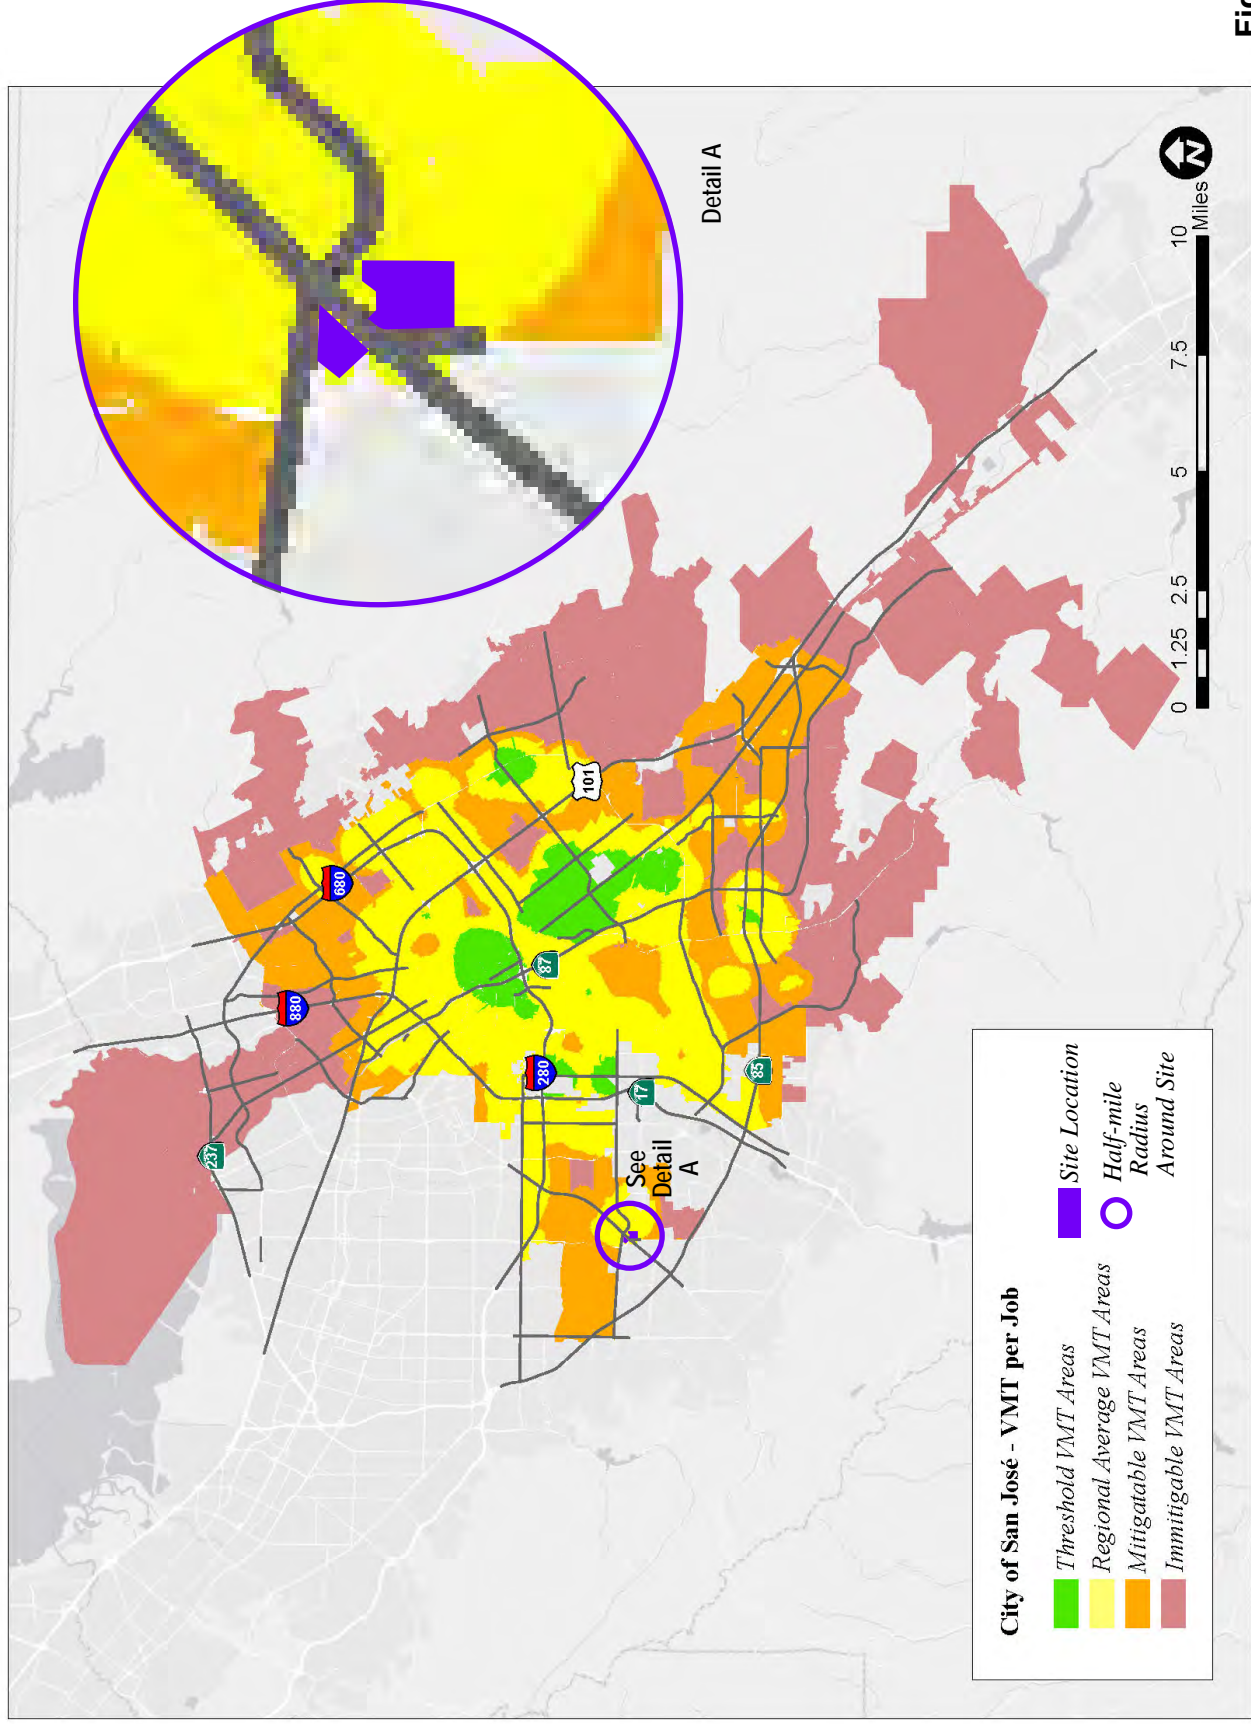 Fig
Detail A
680
880
237
101
87
280
17
85
See
Detail
A
N
0 1.25 2.5 5 7.5 10
Miles
City of San José - VMT per Job
Threshold VMT Areas
Regional Average VMT Areas
Mitigatable VMT Areas
Immitigable VMT Areas
Site Location
Half-mile
Radius
Around Site